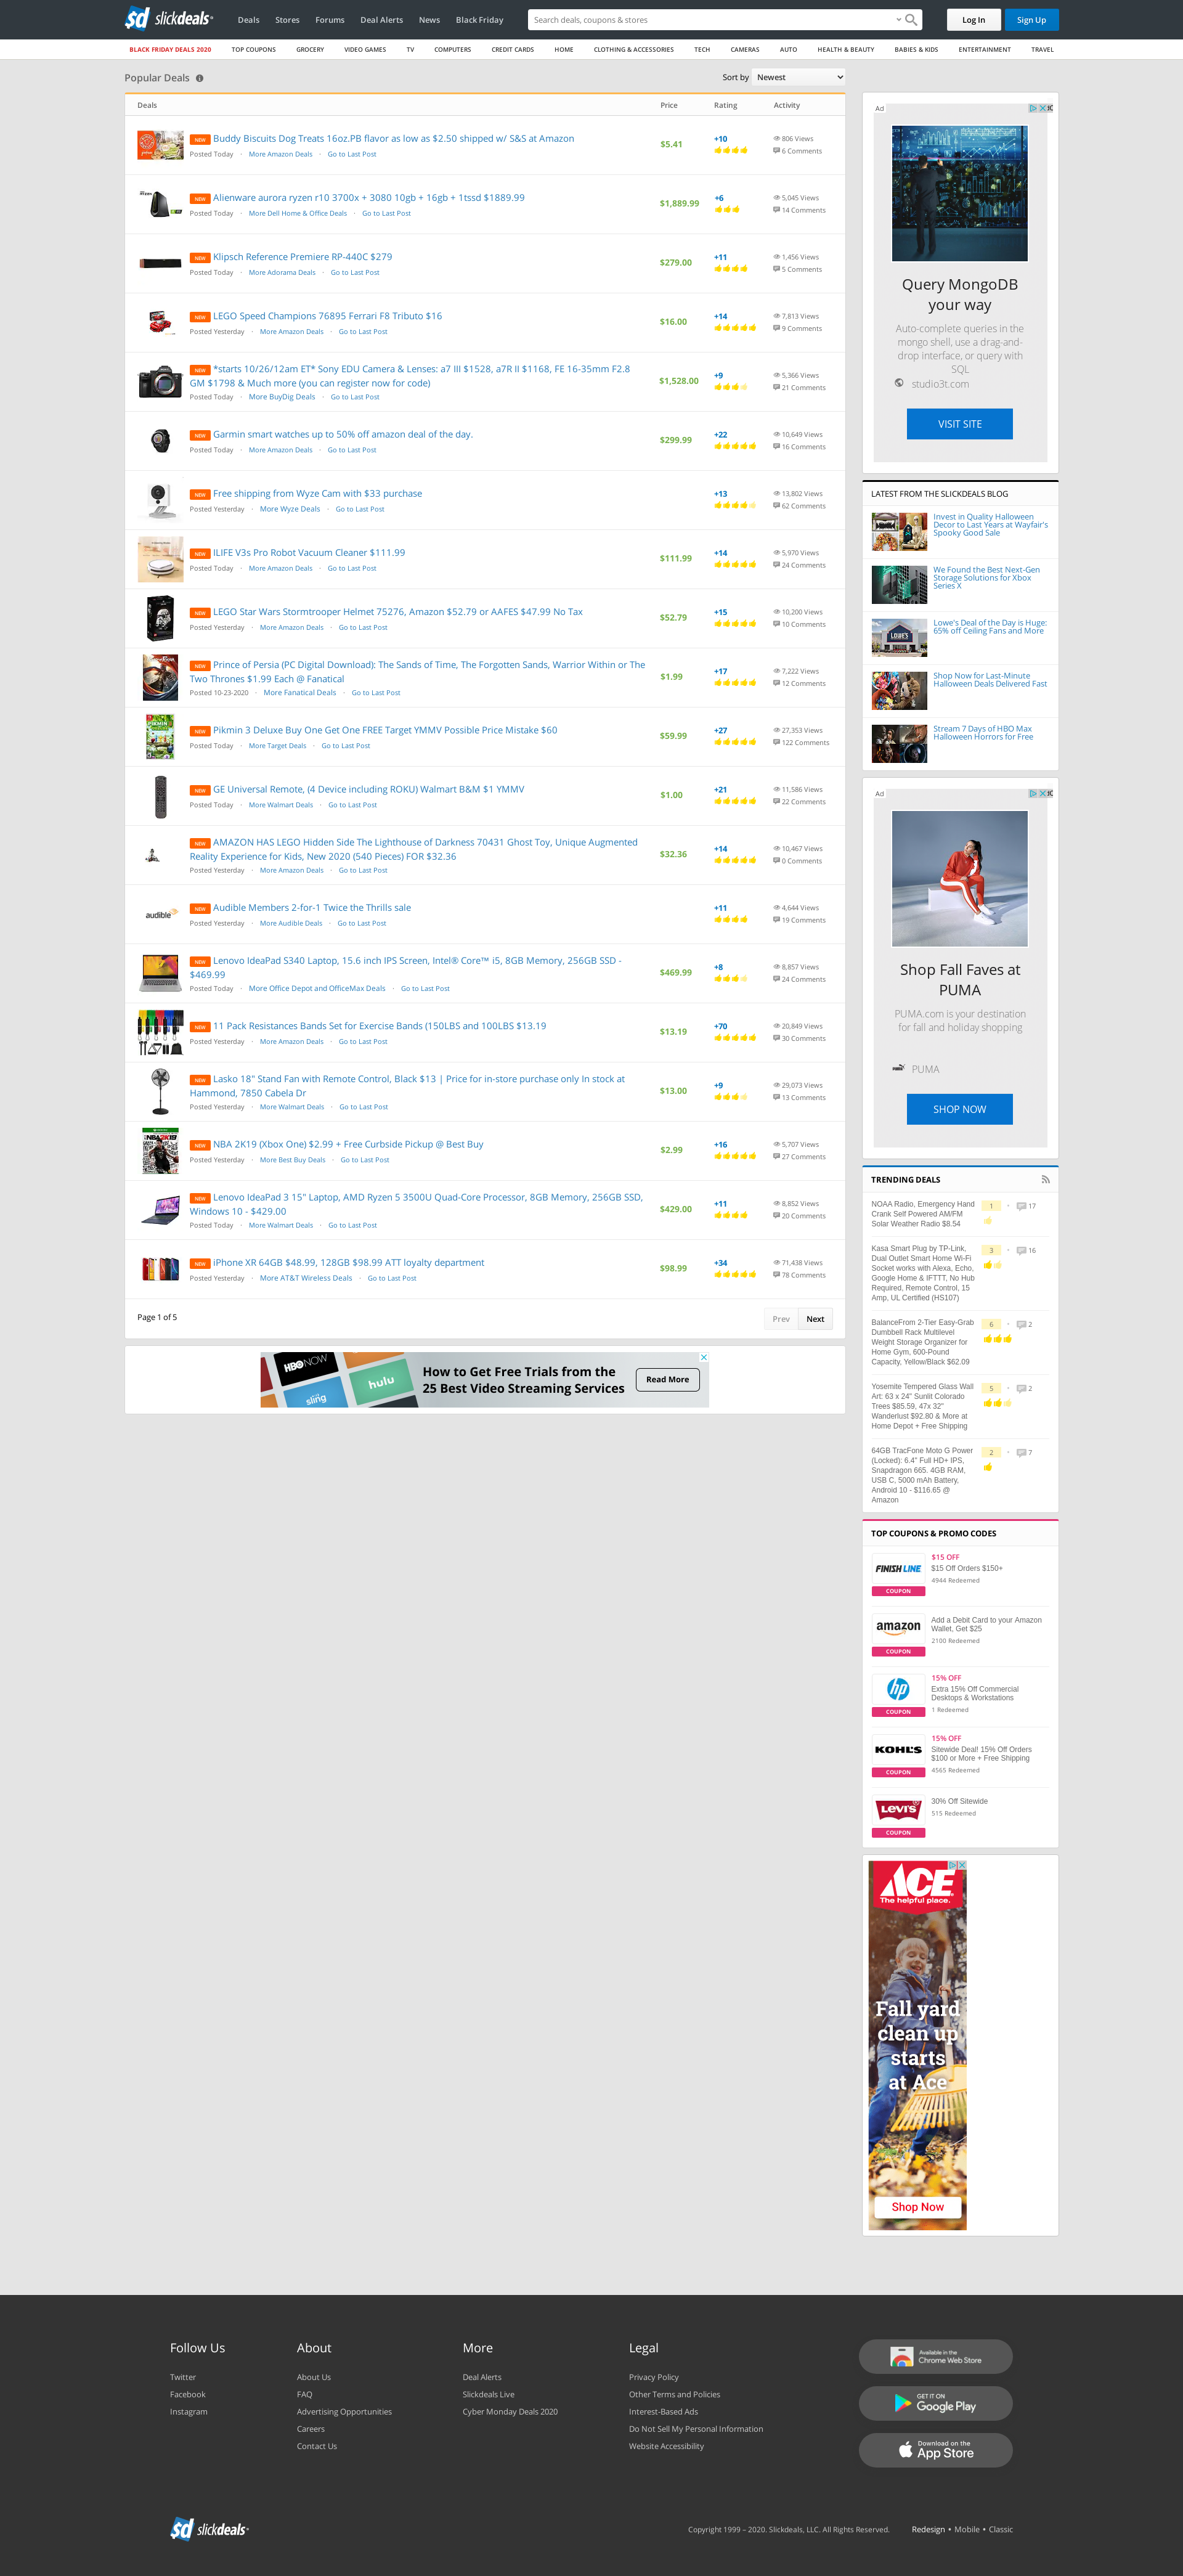 slickdeals
Deals Stores Forums Deal Alerts News Black Friday
Search deals, coupons & stores
Log In Sign Up
BLACK FRIDAY DEALS 2020 TOP COUPONS GROCERY VIDEO GAMES TV COMPUTERS CREDIT CARDS HOME CLOTHING & ACCESSORIES TECH CAMERAS AUTO HEALTH & BEAUTY BABIES & KIDS ENTERTAINMENT TRAVEL
Popular Deals
Sort by Newest
Deals Price Rating Activity
NEW Buddy Biscuits Dog Treats 16oz.PB flavor as low as $2.50 shipped w/ S&S at Amazon
Posted Today · More Amazon Deals · Go to Last Post
$5.41
+10
806 Views
6 Comments
NEW Alienware aurora ryzen r10 3700x + 3080 10gb + 16gb + 1tssd $1889.99
Posted Today · More Dell Home & Office Deals · Go to Last Post
$1,889.99
+6
5,045 Views
14 Comments
NEW Klipsch Reference Premiere RP-440C $279
Posted Today · More Adorama Deals · Go to Last Post
$279.00
+11
1,456 Views
5 Comments
NEW LEGO Speed Champions 76895 Ferrari F8 Tributo $16
Posted Yesterday · More Amazon Deals · Go to Last Post
$16.00
+14
7,813 Views
9 Comments
NEW *starts 10/26/12am ET* Sony EDU Camera & Lenses: a7 III $1528, a7R II $1168, FE 16-35mm F2.8
GM $1798 & Much more (you can register now for code)
Posted Today · More BuyDig Deals · Go to Last Post
$1,528.00
+9
5,366 Views
21 Comments
NEW Garmin smart watches up to 50% off amazon deal of the day.
Posted Today · More Amazon Deals · Go to Last Post
$299.99
+22
10,649 Views
16 Comments
NEW Free shipping from Wyze Cam with $33 purchase
Posted Yesterday · More Wyze Deals · Go to Last Post
+13
13,802 Views
62 Comments
NEW ILIFE V3s Pro Robot Vacuum Cleaner $111.99
Posted Today · More Amazon Deals · Go to Last Post
$111.99
+14
5,970 Views
24 Comments
NEW LEGO Star Wars Stormtrooper Helmet 75276, Amazon $52.79 or AAFES $47.99 No Tax
Posted Yesterday · More Amazon Deals · Go to Last Post
$52.79
+15
10,200 Views
10 Comments
NEW Prince of Persia (PC Digital Download): The Sands of Time, The Forgotten Sands, Warrior Within or The
Two Thrones $1.99 Each @ Fanatical
Posted 10-23-2020 · More Fanatical Deals · Go to Last Post
$1.99
+17
7,222 Views
12 Comments
NEW Pikmin 3 Deluxe Buy One Get One FREE Target YMMV Possible Price Mistake $60
Posted Today · More Target Deals · Go to Last Post
$59.99
+27
27,353 Views
122 Comments
NEW GE Universal Remote, (4 Device including ROKU) Walmart B&M $1 YMMV
Posted Today · More Walmart Deals · Go to Last Post
$1.00
+21
11,586 Views
22 Comments
NEW AMAZON HAS LEGO Hidden Side The Lighthouse of Darkness 70431 Ghost Toy, Unique Augmented
Reality Experience for Kids, New 2020 (540 Pieces) FOR $32.36
Posted Yesterday · More Amazon Deals · Go to Last Post
$32.36
+14
10,467 Views
0 Comments
audible
NEW Audible Members 2-for-1 Twice the Thrills sale
Posted Yesterday · More Audible Deals · Go to Last Post
+11
4,644 Views
19 Comments
NEW Lenovo IdeaPad S340 Laptop, 15.6 inch IPS Screen, Intel® Core™ i5, 8GB Memory, 256GB SSD -
$469.99
Posted Today · More Office Depot and OfficeMax Deals · Go to Last Post
$469.99
+8
8,857 Views
24 Comments
NEW 11 Pack Resistances Bands Set for Exercise Bands (150LBS and 100LBS $13.19
Posted Yesterday · More Amazon Deals · Go to Last Post
$13.19
+70
20,849 Views
30 Comments
NEW Lasko 18" Stand Fan with Remote Control, Black $13 | Price for in-store purchase only In stock at
Hammond, 7850 Cabela Dr
Posted Yesterday · More Walmart Deals · Go to Last Post
$13.00
+9
29,073 Views
13 Comments
NBA2K19
NEW NBA 2K19 (Xbox One) $2.99 + Free Curbside Pickup @ Best Buy
Posted Yesterday · More Best Buy Deals · Go to Last Post
$2.99
+16
5,707 Views
27 Comments
NEW Lenovo IdeaPad 3 15" Laptop, AMD Ryzen 5 3500U Quad-Core Processor, 8GB Memory, 256GB SSD,
Windows 10 - $429.00
Posted Today · More Walmart Deals · Go to Last Post
$429.00
+11
8,852 Views
20 Comments
NEW iPhone XR 64GB $48.99, 128GB $98.99 ATT loyalty department
Posted Yesterday · More AT&T Wireless Deals · Go to Last Post
$98.99
+34
71,438 Views
78 Comments
Page 1 of 5
Prev Next
HBO NOW
sling
hulu
How to Get Free Trials from the
25 Best Video Streaming Services
Read More
Ad
Query MongoDB
your way
Auto-complete queries in the
mongo shell, use a drag-and-
drop interface, or query with
SQL
studio3t.com
VISIT SITE
LATEST FROM THE SLICKDEALS BLOG
Invest in Quality Halloween
Decor to Last Years at Wayfair's
Spooky Good Sale
We Found the Best Next-Gen
Storage Solutions for Xbox
Series X
LOWE'S
Lowe's Deal of the Day is Huge:
65% off Ceiling Fans and More
Shop Now for Last-Minute
Halloween Deals Delivered Fast
Stream 7 Days of HBO Max
Halloween Horrors for Free
Ad
Shop Fall Faves at
PUMA
PUMA.com is your destination
for fall and holiday shopping
PUMA
SHOP NOW
TRENDING DEALS
NOAA Radio, Emergency Hand
Crank Self Powered AM/FM
Solar Weather Radio $8.54
1 17
Kasa Smart Plug by TP-Link,
Dual Outlet Smart Home Wi-Fi
Socket works with Alexa, Echo,
Google Home & IFTTT, No Hub
Required, Remote Control, 15
Amp, UL Certified (HS107)
3 16
BalanceFrom 2-Tier Easy-Grab
Dumbbell Rack Multilevel
Weight Storage Organizer for
Home Gym, 600-Pound
Capacity, Yellow/Black $62.09
6 2
Yosemite Tempered Glass Wall
Art: 63 x 24" Sunlit Colorado
Trees $85.59, 47x 32"
Wanderlust $92.80 & More at
Home Depot + Free Shipping
5 2
64GB TracFone Moto G Power
(Locked): 6.4" Full HD+ IPS,
Snapdragon 665. 4GB RAM,
USB C, 5000 mAh Battery,
Android 10 - $116.65 @
Amazon
2 7
TOP COUPONS & PROMO CODES
FINISH LINE
COUPON
$15 OFF
$15 Off Orders $150+
4944 Redeemed
amazon
COUPON
Add a Debit Card to your Amazon
Wallet, Get $25
2100 Redeemed
hp
COUPON
15% OFF
Extra 15% Off Commercial
Desktops & Workstations
1 Redeemed
KOHL'S
COUPON
15% OFF
Sitewide Deal! 15% Off Orders
$100 or More + Free Shipping
4565 Redeemed
Levi's
COUPON
30% Off Sitewide
515 Redeemed
ACE
The helpful place.
Fall yard
clean up
starts
at Ace
Shop Now
Follow Us
Twitter
Facebook
Instagram
About
About Us
FAQ
Advertising Opportunities
Careers
Contact Us
More
Deal Alerts
Slickdeals Live
Cyber Monday Deals 2020
Legal
Privacy Policy
Other Terms and Policies
Interest-Based Ads
Do Not Sell My Personal Information
Website Accessibility
Available in the
Chrome Web Store
GET IT ON
Google Play
Download on the
App Store
slickdeals
Copyright 1999 – 2020. Slickdeals, LLC. All Rights Reserved.
Redesign • Mobile • Classic